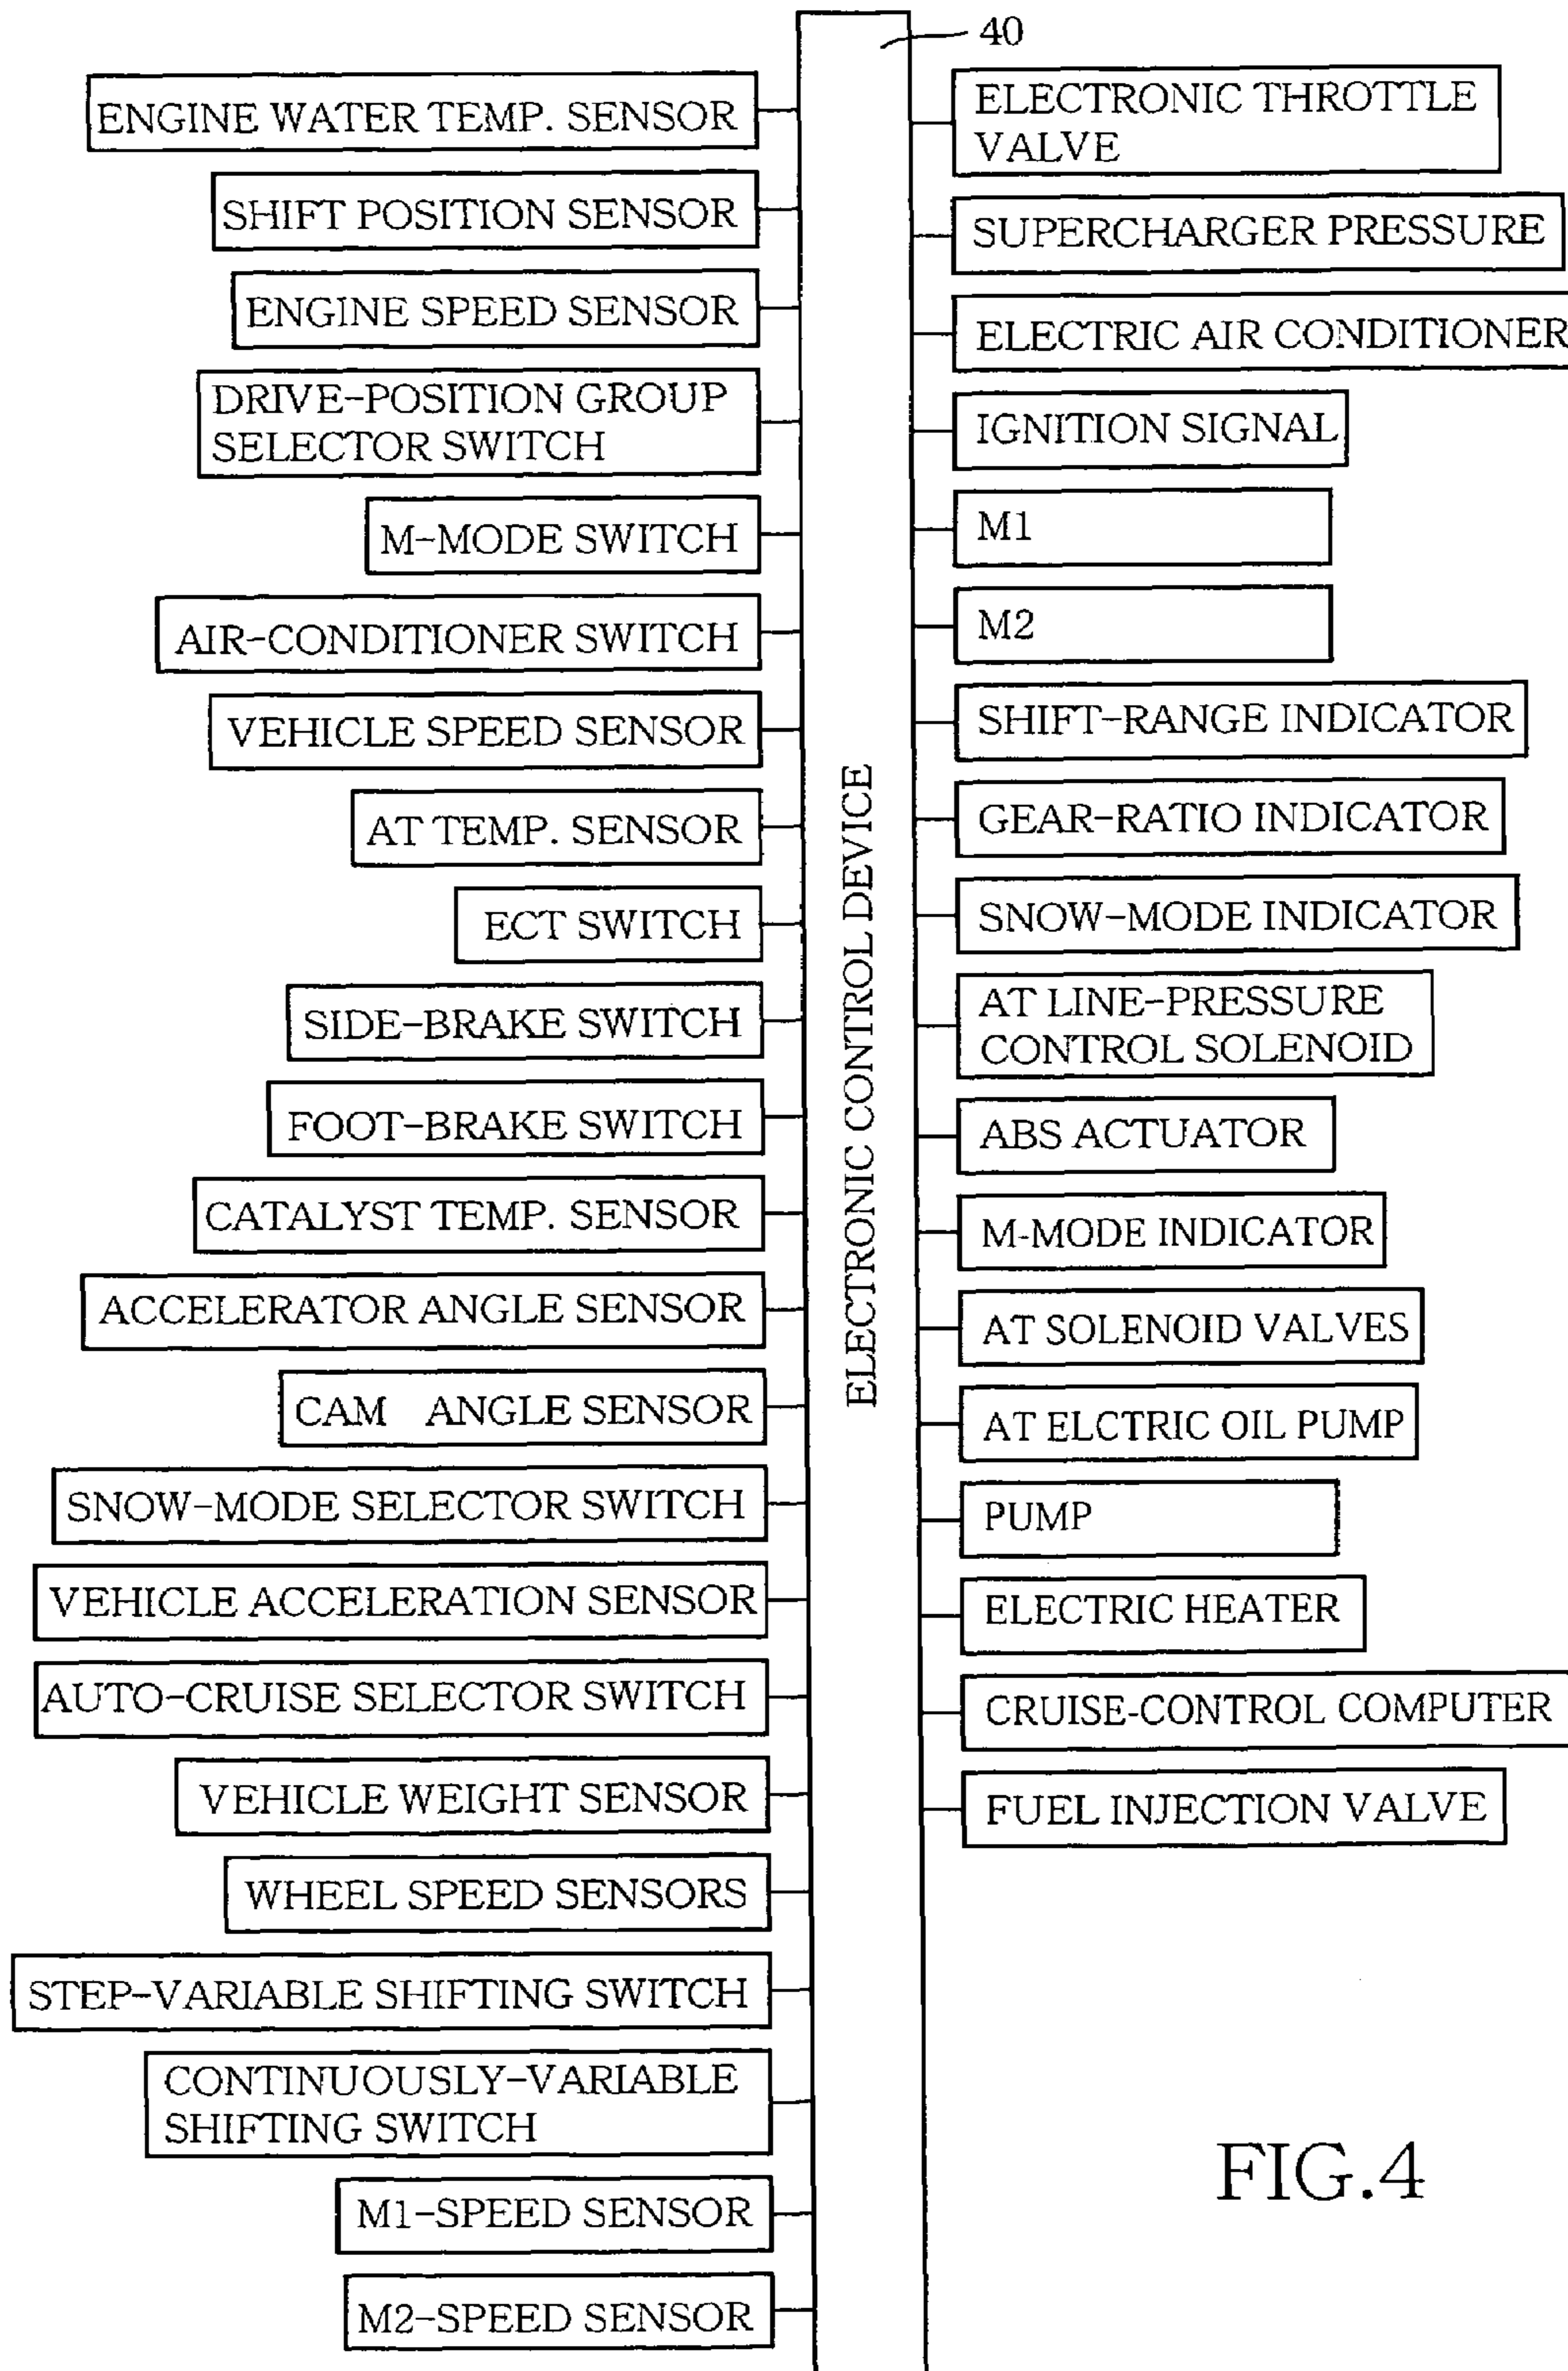 40
ENGINE WATER TEMP. SENSOR
SHIFT POSITION SENSOR
ENGINE SPEED SENSOR
DRIVE-POSITION GROUP
SELECTOR SWITCH
M-MODE SWITCH
AIR-CONDITIONER SWITCH
VEHICLE SPEED SENSOR
AT TEMP. SENSOR
ECT SWITCH
SIDE-BRAKE SWITCH
FOOT-BRAKE SWITCH
CATALYST TEMP. SENSOR
ACCELERATOR ANGLE SENSOR
CAM ANGLE SENSOR
SNOW-MODE SELECTOR SWITCH
VEHICLE ACCELERATION SENSOR
AUTO-CRUISE SELECTOR SWITCH
VEHICLE WEIGHT SENSOR
WHEEL SPEED SENSORS
STEP-VARIABLE SHIFTING SWITCH
CONTINUOUSLY-VARIABLE
SHIFTING SWITCH
M1-SPEED SENSOR
M2-SPEED SENSOR
ELECTRONIC CONTROL DEVICE
ELECTRONIC THROTTLE
VALVE
SUPERCHARGER PRESSURE
ELECTRIC AIR CONDITIONER
IGNITION SIGNAL
M1
M2
SHIFT-RANGE INDICATOR
GEAR-RATIO INDICATOR
SNOW-MODE INDICATOR
AT LINE-PRESSURE
CONTROL SOLENOID
ABS ACTUATOR
M-MODE INDICATOR
AT SOLENOID VALVES
AT ELCTRIC OIL PUMP
PUMP
ELECTRIC HEATER
CRUISE-CONTROL COMPUTER
FUEL INJECTION VALVE
FIG.4